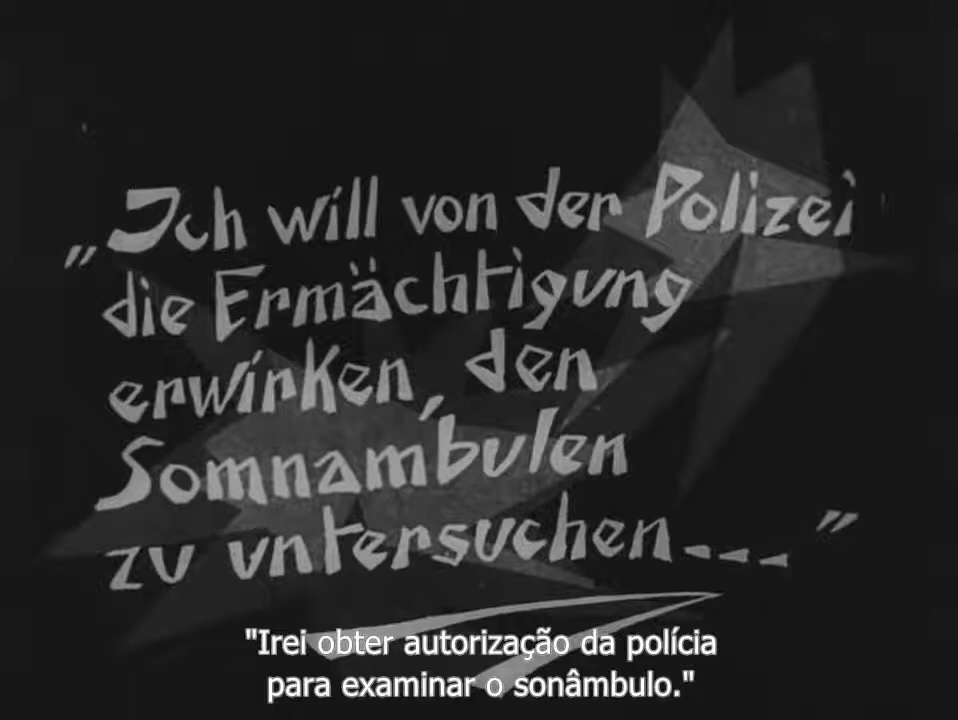 „Ich will von der Polizei
die Ermächtigung
erwirken, den
Somnambulen
zu untersuchen----"
"Irei obter autorização da polícia
para examinar o sonâmbulo."